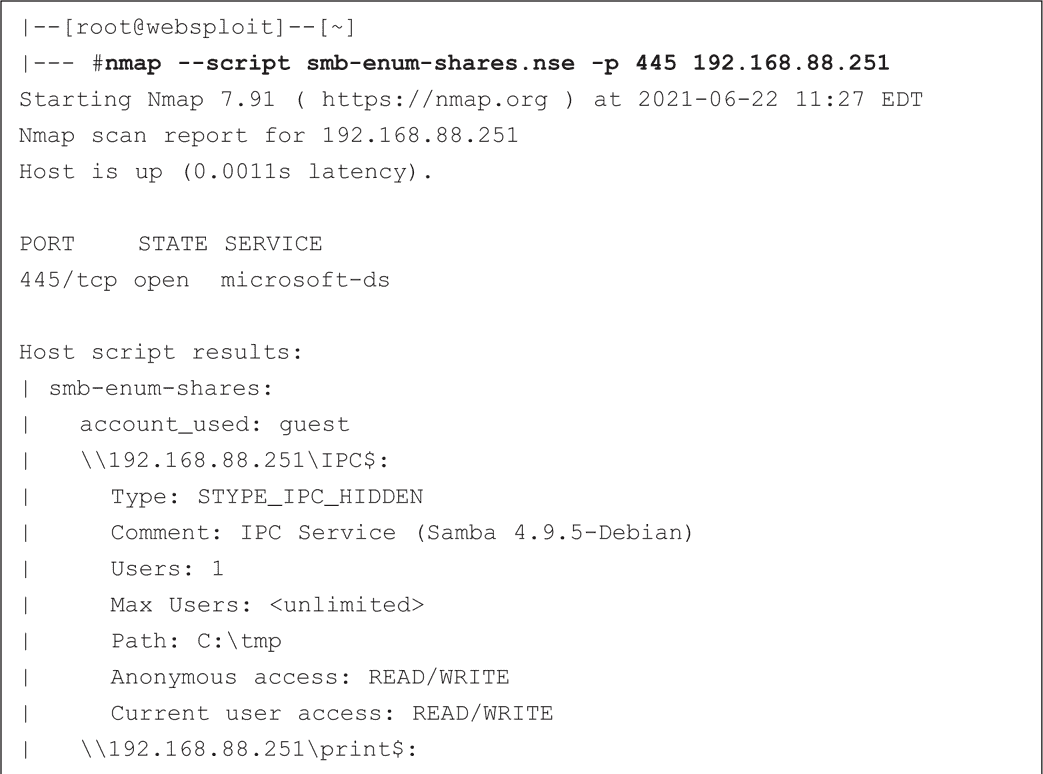 |--[root@websploit]--[~]
|--- #nmap --script smb-enum-shares.nse -p 445 192.168.88.251
Starting Nmap 7.91 ( https://nmap.org ) at 2021-06-22 11:27 EDT
Nmap scan report for 192.168.88.251
Host is up (0.0011s latency).
PORT    STATE SERVICE
445/tcp open  microsoft-ds
Host script results:
| smb-enum-shares:
|   account_used: guest
|   \\192.168.88.251\IPC$:
|     Type: STYPE_IPC_HIDDEN
|     Comment: IPC Service (Samba 4.9.5-Debian)
|     Users: 1
|     Max Users: <unlimited>
|     Path: C:\tmp
|     Anonymous access: READ/WRITE
|     Current user access: READ/WRITE
|   \\192.168.88.251\print$: